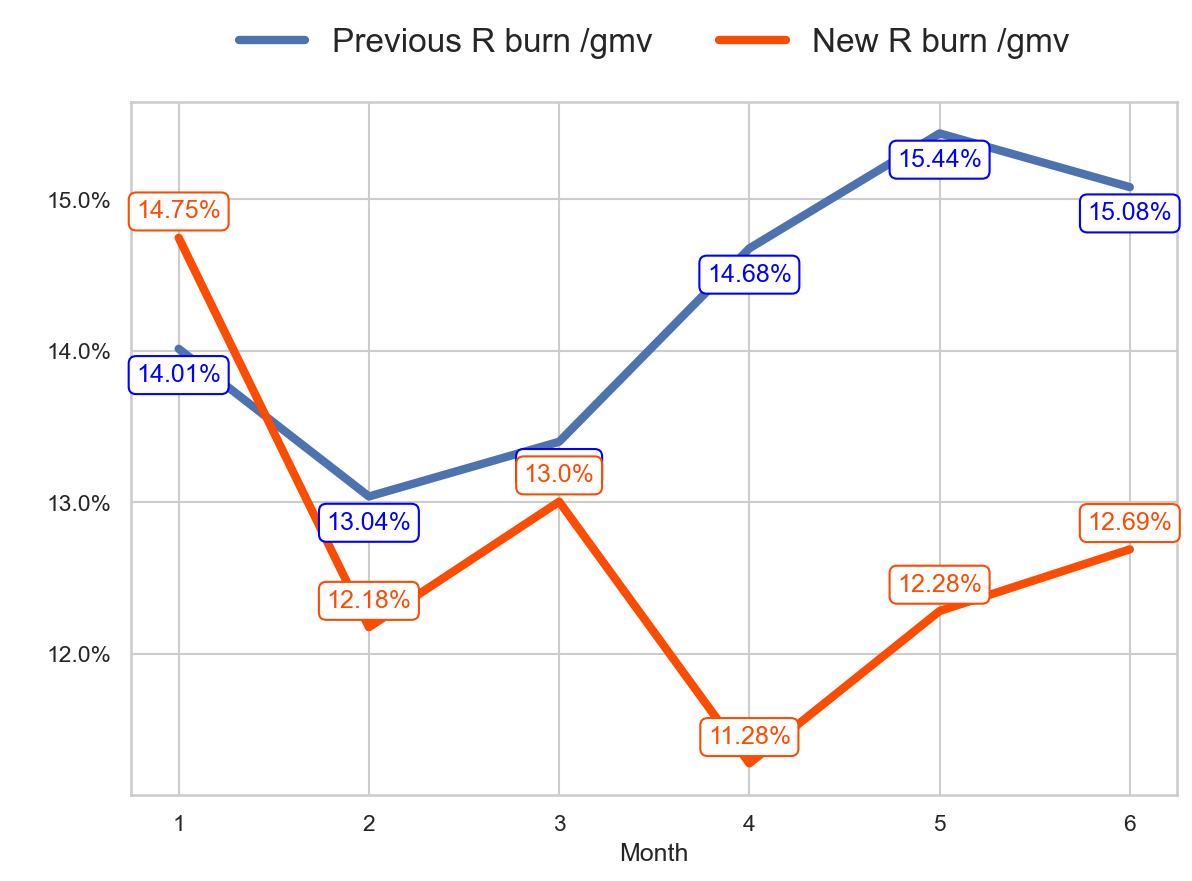 Previous R burn /gmv New R burn /gmv
15.44%
15.0% 14.75% 15.08%
14.68%
14.0% 14.01%
13.0%
13.0% 13.04% 12.69%
12.18% 12.28%
12.0%
11.28%
1 2 3 4 5 6
Month